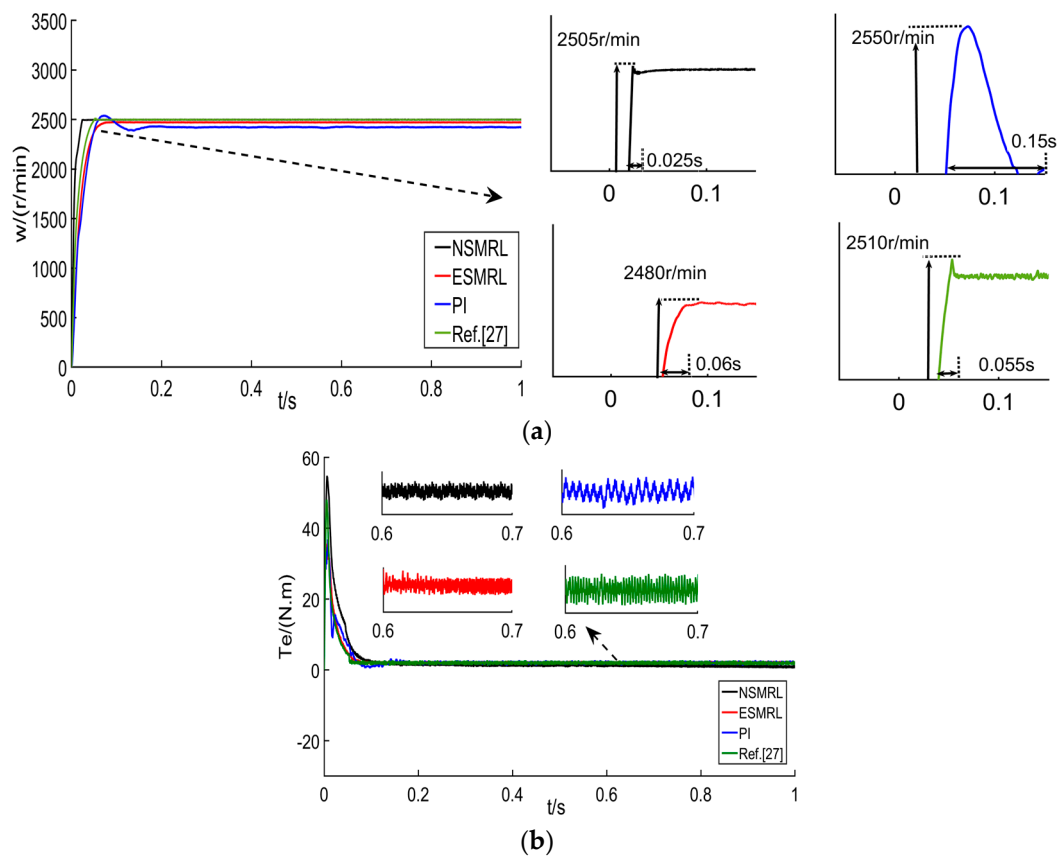 3500
3000
2500
2000
1500
1000
500
0
w/(r/min)
0
0.2
0.4
0.6
0.8
1
t/s
NSMRL
ESMRL
PI
Ref.[27]
2505r/min
0.025s
0
0.1
2550r/min
0.15s
0
0.1
2480r/min
0.06s
0
0.1
2510r/min
0.055s
0
0.1
(a)
60
40
20
0
-20
Te/(N.m)
0.6
0.7
0.6
0.7
0.6
0.7
0.6
0.7
NSMRL
ESMRL
PI
Ref.[27]
0
0.2
0.4
0.6
0.8
1
t/s
(b)